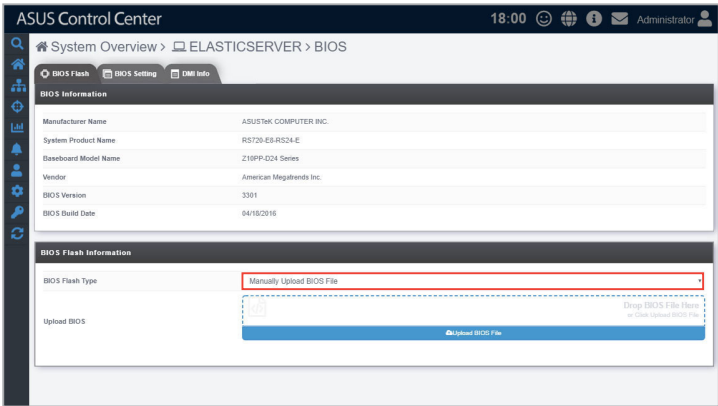 ASUS Control Center
18:00
Administrator
System Overview > ELASTICSERVER > BIOS
BIOS Flash
BIOS Setting
DMI Info
BIOS Information
Manufacturer Name
ASUSTeK COMPUTER INC.
System Product Name
RS720-E8-RS24-E
Baseboard Model Name
Z10PP-D24 Series
Vendor
American Megatrends Inc.
BIOS Version
3301
BIOS Build Date
04/18/2016
BIOS Flash Information
BIOS Flash Type
Manually Upload BIOS File
Drop BIOS File Here
or Click Upload BIOS File
Upload BIOS
Upload BIOS File